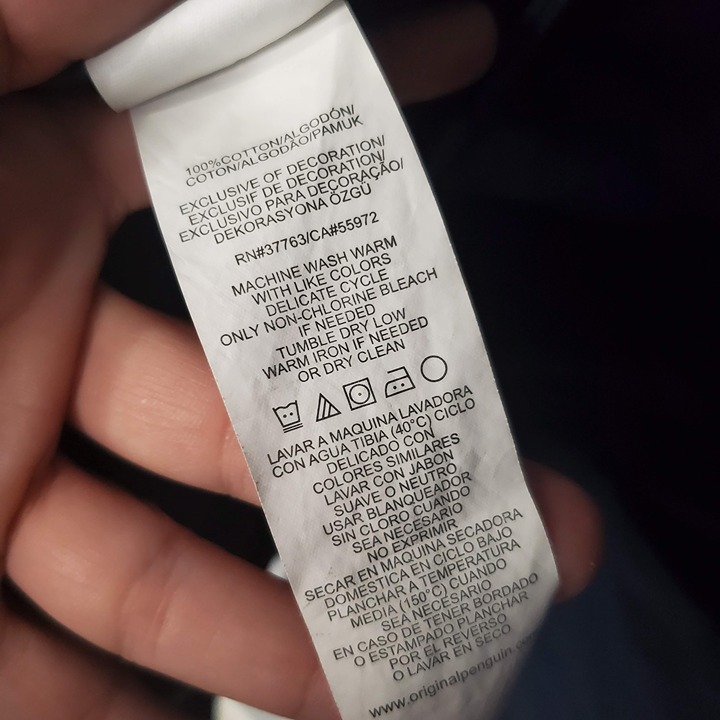 100%COTTON/ALGODÓN/
COTON/ALGODÃO/PAMUK
EXCLUSIVE OF DECORATION/
EXCLUSIF DE DECORATION/
EXCLUSIVO PARA DECORAÇÃO/
DEKORASYONA ÖZGÜ
RN#37763/CA#55972
MACHINE WASH WARM
WITH LIKE COLORS
DELICATE CYCLE
ONLY NON-CHLORINE BLEACH
IF NEEDED
TUMBLE DRY LOW
WARM IRON IF NEEDED
OR DRY CLEAN
LAVAR A MAQUINA LAVADORA
CON AGUA TIBIA (40°C) CICLO
DELICADO CON
COLORES SIMILARES
LAVAR CON JABON
SUAVE O NEUTRO
USAR BLANQUEADOR
SIN CLORO CUANDO
SEA NECESARIO
NO EXPRIMIR
SECAR EN MAQUINA SECADORA
DOMESTICA EN CICLO BAJO
PLANCHAR A TEMPERATURA
MEDIA (150°C) CUANDO
SEA NECESARIO
EN CASO DE TENER BORDADO
O ESTAMPADO PLANCHAR
POR EL REVERSO
O LAVAR EN SECO
www.originalpenguin.com